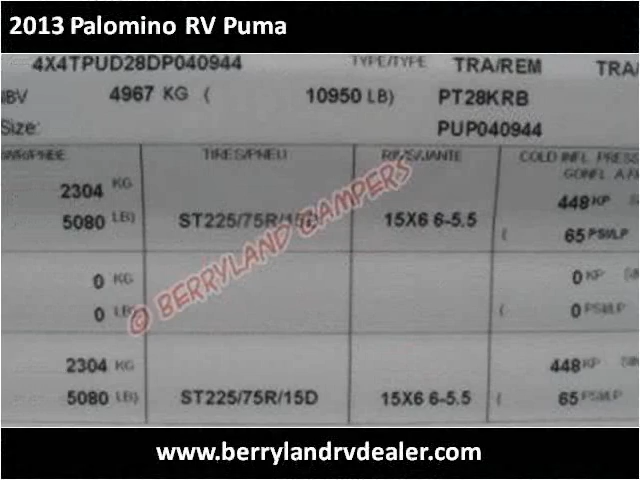 2013 Palomino RV Puma
4X4TPUD28DP040944 TYPE/TYPE TRA/REM TRA/
4967 KG ( 10950 LB) PT28KRB
Size: PUP040944
TIRES/PNEU RIMS/JANTE COLD INFL. PRESS
GONFL. A
2304 KG 448 KP
5080 LB) ST225/75R/15D 15X6 6-5.5 ( 65 PSI/LP
0 KG 0 KP
0 LB) ( 0 PSI/LP
2304 KG 448 KP
5080 LB) ST225/75R/15D 15X6 6-5.5 ( 65 PSI/LP
© BERRYLAND CAMPERS
www.berrylandrvdealer.com